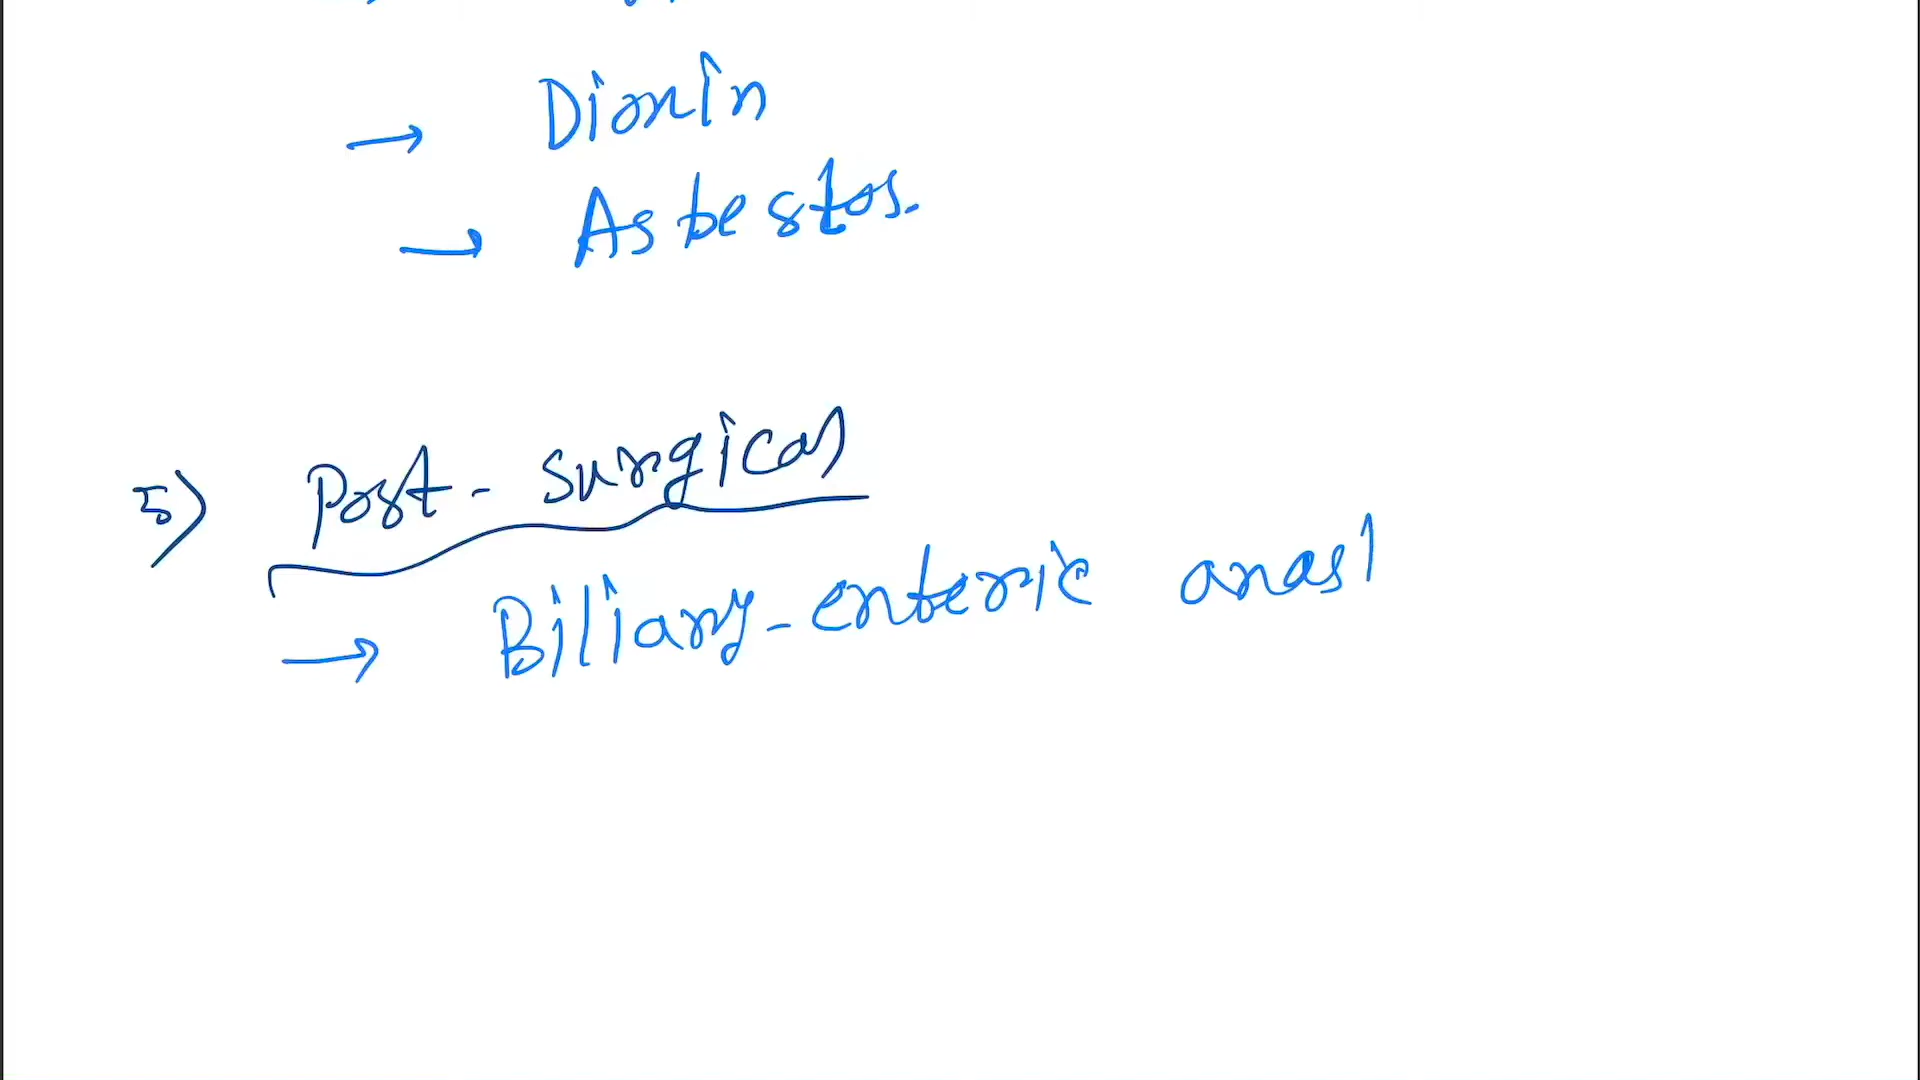 → Dioxin
→ Asbestos.
5) Post-surgical
→ Biliary-enteric anast